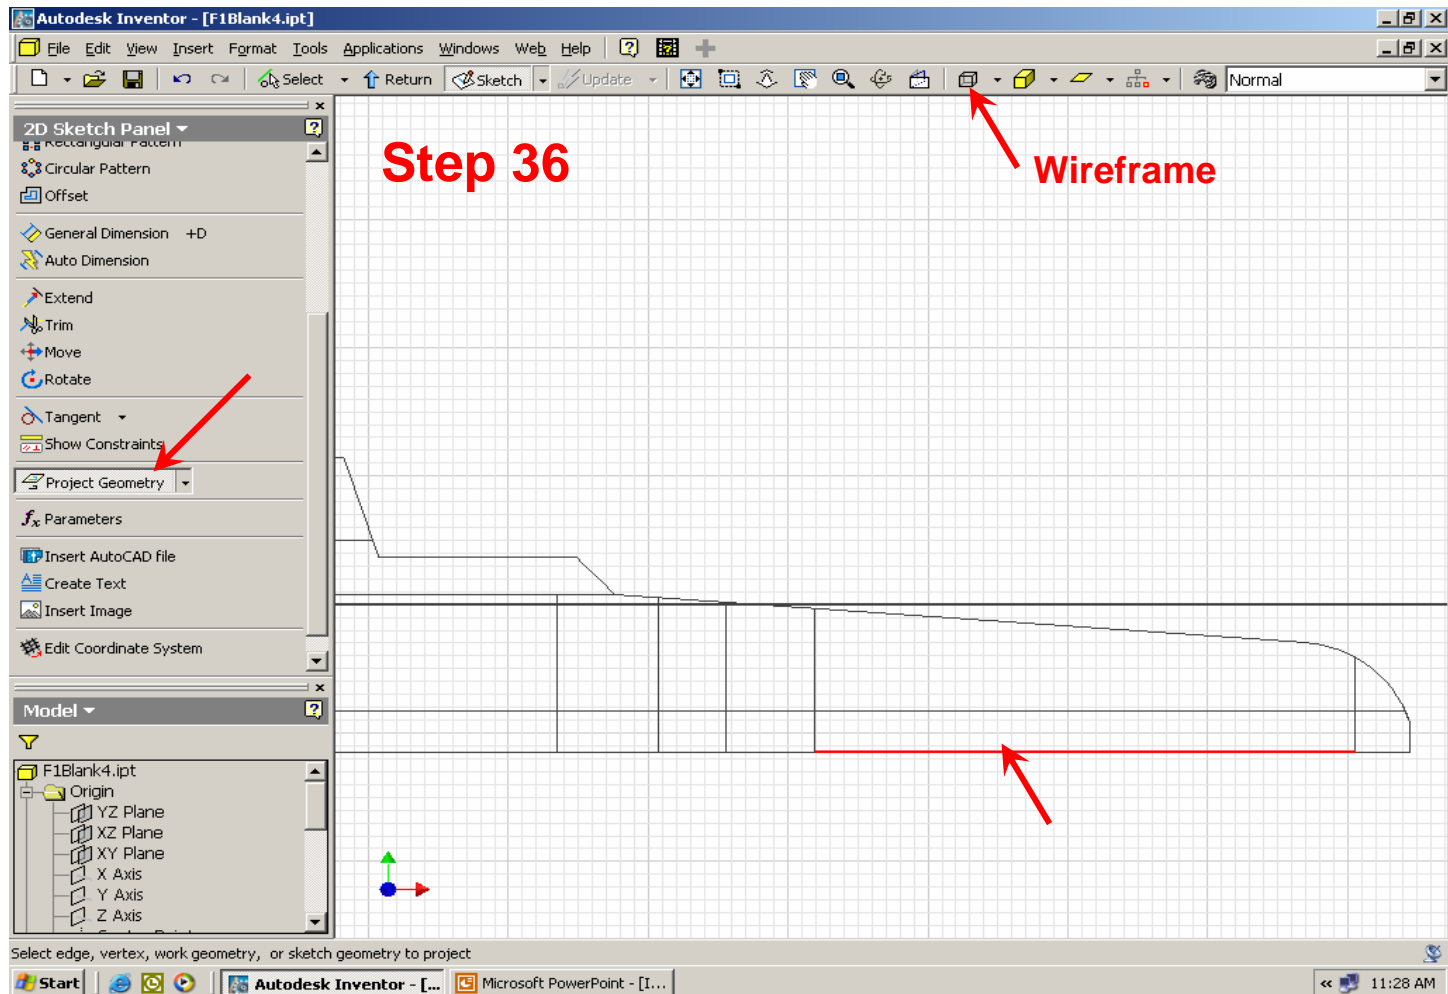 Autodesk Inventor - [F1Blank4.ipt]
File Edit View Insert Format Tools Applications Windows Web Help
Select Return Sketch Update Normal
2D Sketch Panel
Rectangular Pattern
Circular Pattern
Offset
General Dimension +D
Auto Dimension
Extend
Trim
Move
Rotate
Tangent
Show Constraints
Project Geometry
fx Parameters
Insert AutoCAD file
Create Text
Insert Image
Edit Coordinate System
Step 36
Wireframe
Model
F1Blank4.ipt
Origin
YZ Plane
XZ Plane
XY Plane
X Axis
Y Axis
Z Axis
Select edge, vertex, work geometry, or sketch geometry to project
Start Autodesk Inventor - [... Microsoft PowerPoint - [I... 11:28 AM